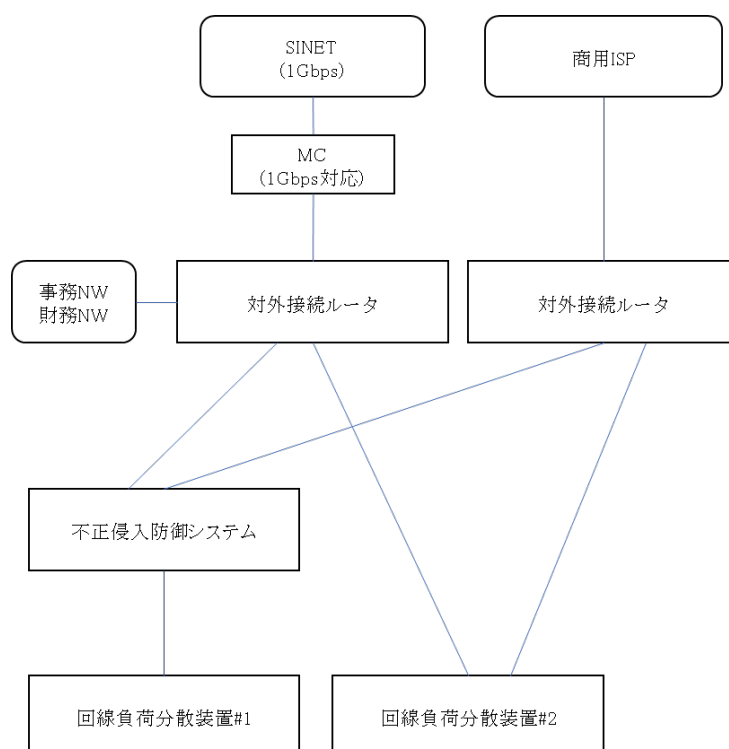 SINET
(1Gbps)
商用ISP
MC
(1Gbps対応)
事務NW
財務NW
対外接続ルータ
対外接続ルータ
不正侵入防御システム
回線負荷分散装置#1
回線負荷分散装置#2